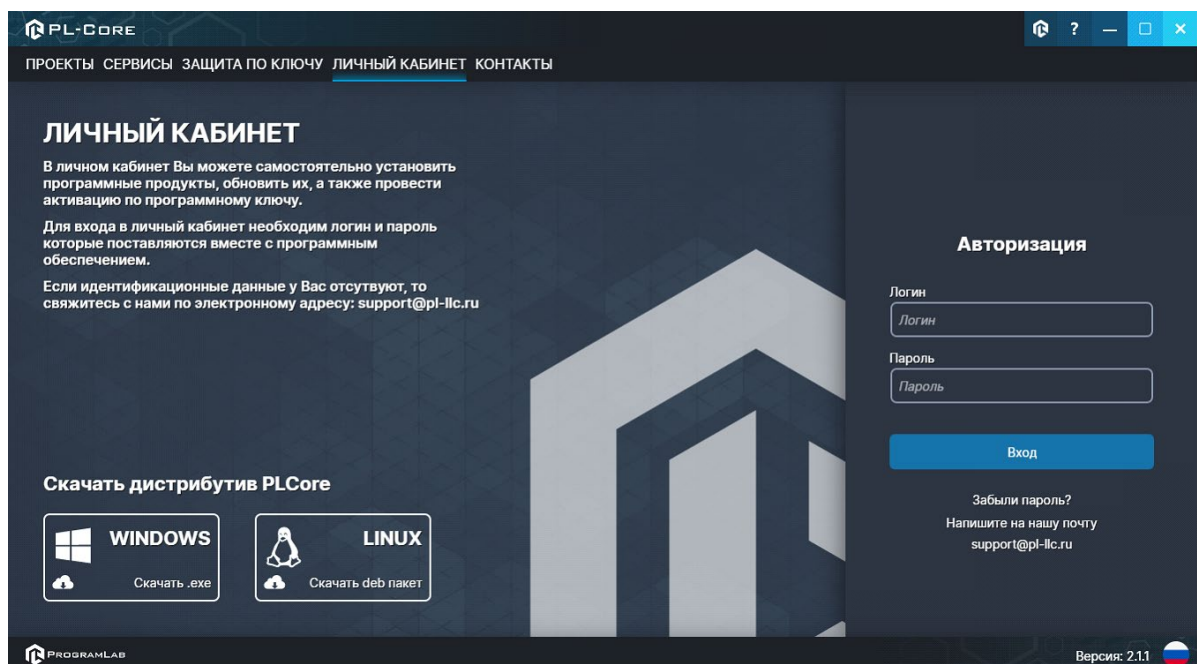 PL-CORE
?
ПРОЕКТЫ СЕРВИСЫ ЗАЩИТА ПО КЛЮЧУ ЛИЧНЫЙ КАБИНЕТ КОНТАКТЫ
ЛИЧНЫЙ КАБИНЕТ
В личном кабинет Вы можете самостоятельно установить
программные продукты, обновить их, а также провести
активацию по программному ключу.
Для входа в личный кабинет необходим логин и пароль
которые поставляются вместе с программным
обеспечением.
Если идентификационные данные у Вас отсутвуют, то
свяжитесь с нами по электронному адресу: support@pl-llc.ru
Скачать дистрибутив PLCore
WINDOWS
Скачать .exe
LINUX
Скачать deb пакет
Авторизация
Логин
Логин
Пароль
Пароль
Вход
Забыли пароль?
Напишите на нашу почту
support@pl-llc.ru
PROGRAMLAB
Версия: 2.1.1